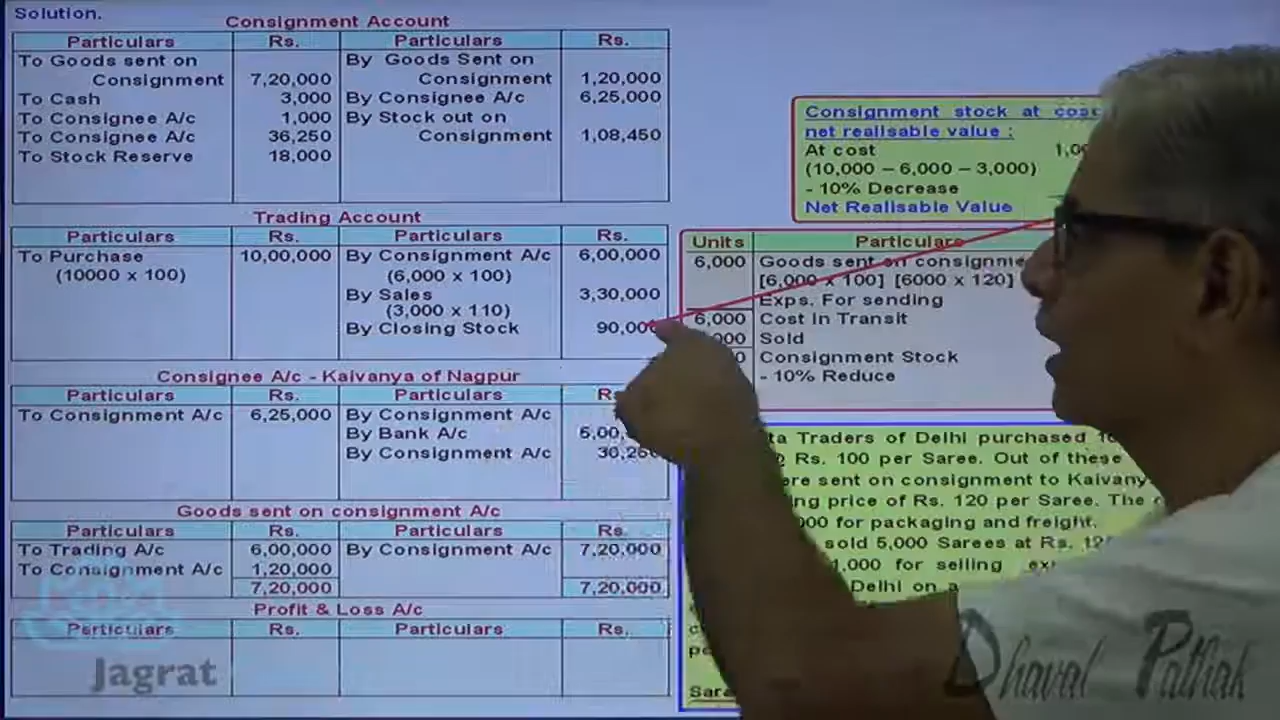 Solution.
Consignment Account
Particulars Rs. Particulars Rs.
To Goods sent on By Goods Sent on
Consignment 7,20,000 Consignment 1,20,000
To Cash 3,000 By Consignee A/c 6,25,000
To Consignee A/c 1,000 By Stock out on
To Consignee A/c 36,250 Consignment 1,08,450
To Stock Reserve 18,000
Trading Account
Particulars Rs. Particulars Rs.
To Purchase 10,00,000 By Consignment A/c 6,00,000
(10000 x 100) (6,000 x 100)
By Sales 3,30,000
(3,000 x 110)
By Closing Stock 90,000
Consignee A/c - Kaivanya of Nagpur
Particulars Rs. Particulars Rs.
To Consignment A/c 6,25,000 By Consignment A/c
By Bank A/c 5,00,
By Consignment A/c
Goods sent on consignment A/c
Particulars Rs. Particulars Rs.
To Trading A/c 6,00,000 By Consignment A/c 7,20,000
To Consignment A/c 1,20,000
7,20,000 7,20,000
Profit & Loss A/c
Particulars Rs. Particulars Rs.
Consignment stock at
net realisable value :
At cost
(10,000 – 6,000 – 3,000)
- 10% Decrease
Net Realisable Value
Units Particulars
6,000 Goods sent on
[6,000 x 100] [6000 x 120]
Exps. For sending
6,000 Cost In Transit
Sold
Consignment Stock
- 10% Reduce
Traders of Delhi purchased
Rs. 100 per Saree. Out of these
sent on consignment to
price of Rs. 120 per Saree. The
for packaging and freight.
sold 5,000 Sarees at Rs.
1,000 for selling
Delhi on a
Jagrat
Dhaval Pathak